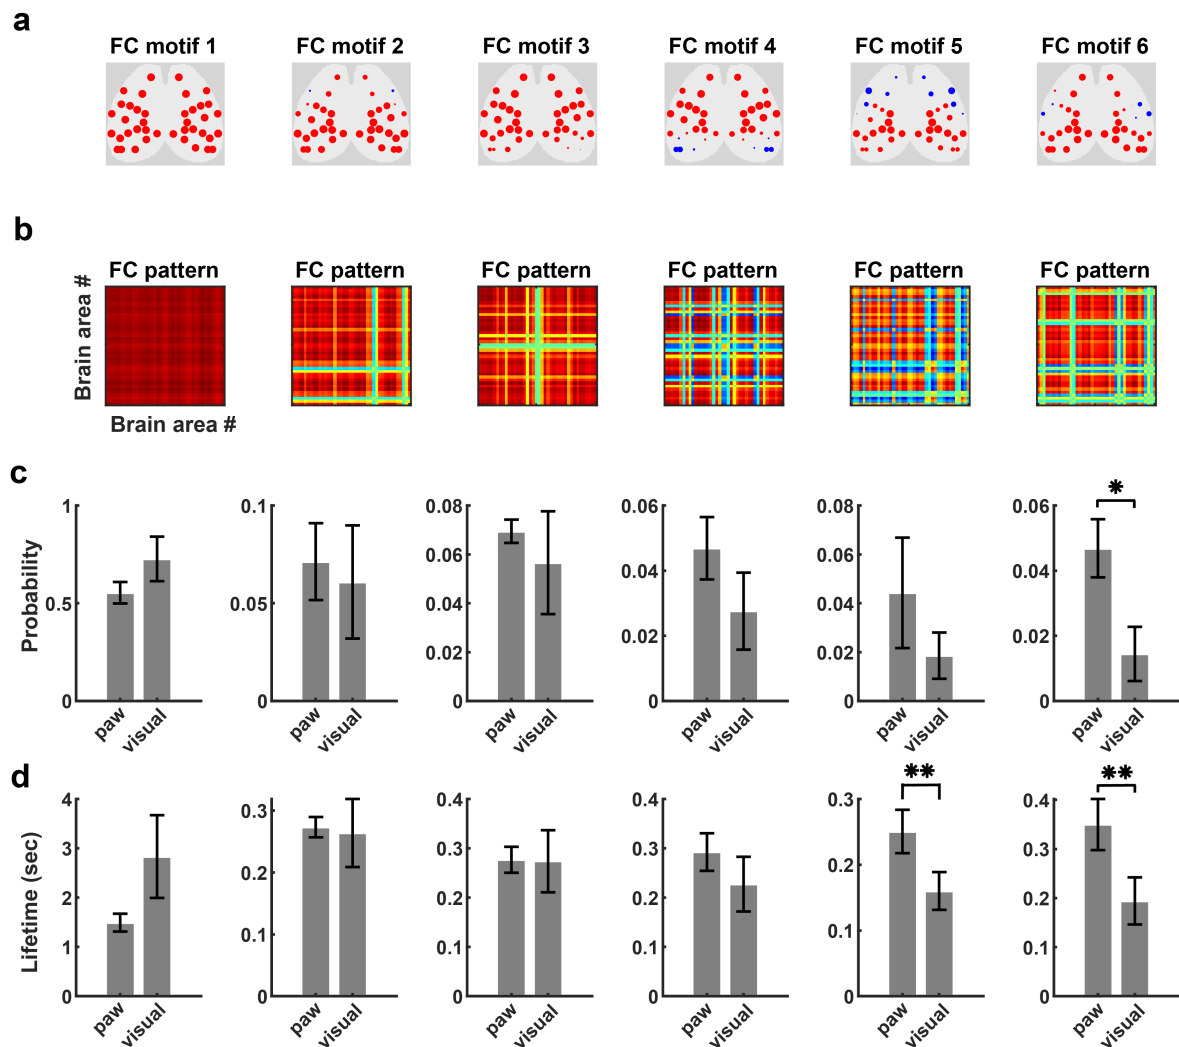 a
FC motif 1 FC motif 2 FC motif 3 FC motif 4 FC motif 5 FC motif 6
b
FC pattern FC pattern FC pattern FC pattern FC pattern FC pattern
Brain area #
Brain area #
c
Probability
1
0.5
0
paw visual
0.1
0.05
0
paw visual
0.08
0.06
0.04
0.02
0
paw visual
0.06
0.04
0.02
0
paw visual
0.08
0.06
0.04
0.02
0
paw visual
0.06
0.04
0.02
0
paw visual
*
d
Lifetime (sec)
4
3
2
1
0
paw visual
0.3
0.2
0.1
0
paw visual
0.4
0.3
0.2
0.1
0
paw visual
0.4
0.3
0.2
0.1
0
paw visual
0.3
0.2
0.1
0
paw visual
**
0.4
0.3
0.2
0.1
0
paw visual
**